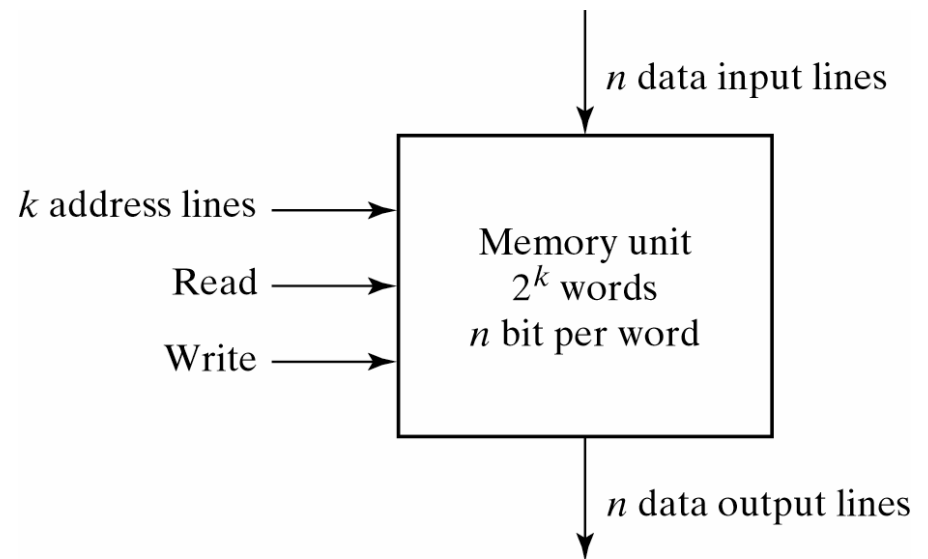 n data input lines
k address lines
Read
Write
Memory unit
2^k words
n bit per word
n data output lines